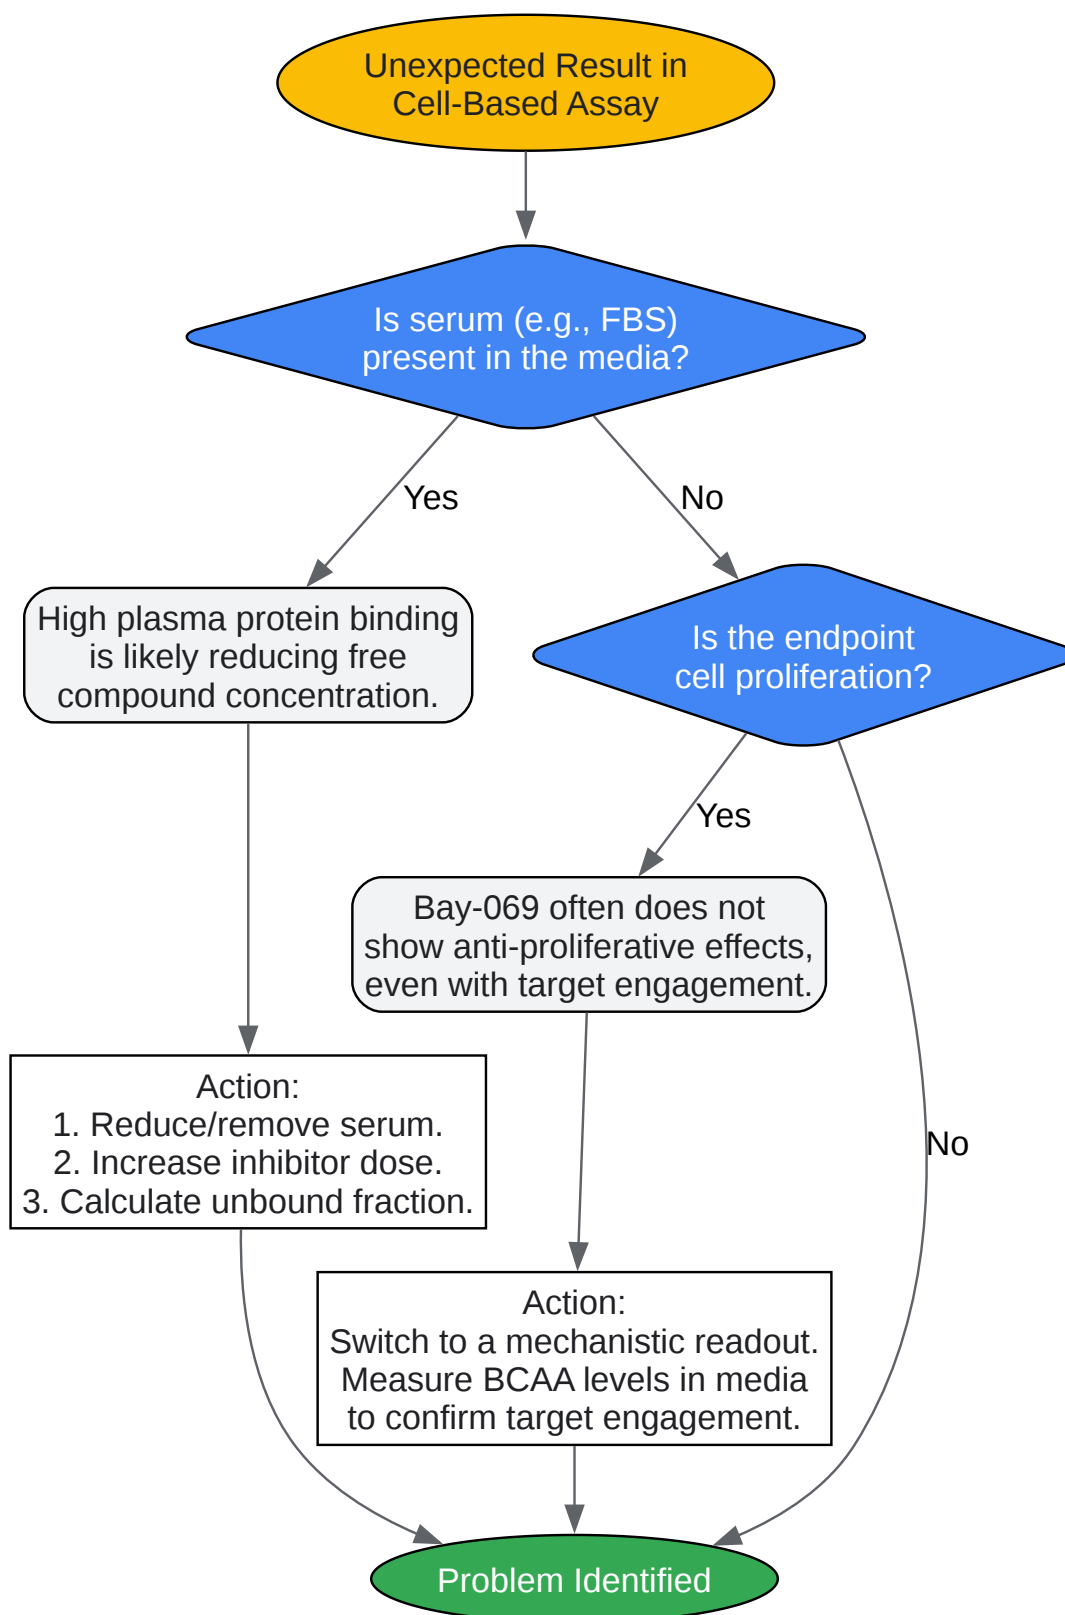 Unexpected Result in
Cell-Based Assay
Is serum (e.g., FBS)
present in the media?
Yes
No
High plasma protein binding
is likely reducing free
compound concentration.
Is the endpoint
cell proliferation?
Yes
Bay-069 often does not
show anti-proliferative effects,
even with target engagement.
Action:
1. Reduce/remove serum.
2. Increase inhibitor dose.
3. Calculate unbound fraction.
No
Action:
Switch to a mechanistic readout.
Measure BCAA levels in media
to confirm target engagement.
Problem Identified